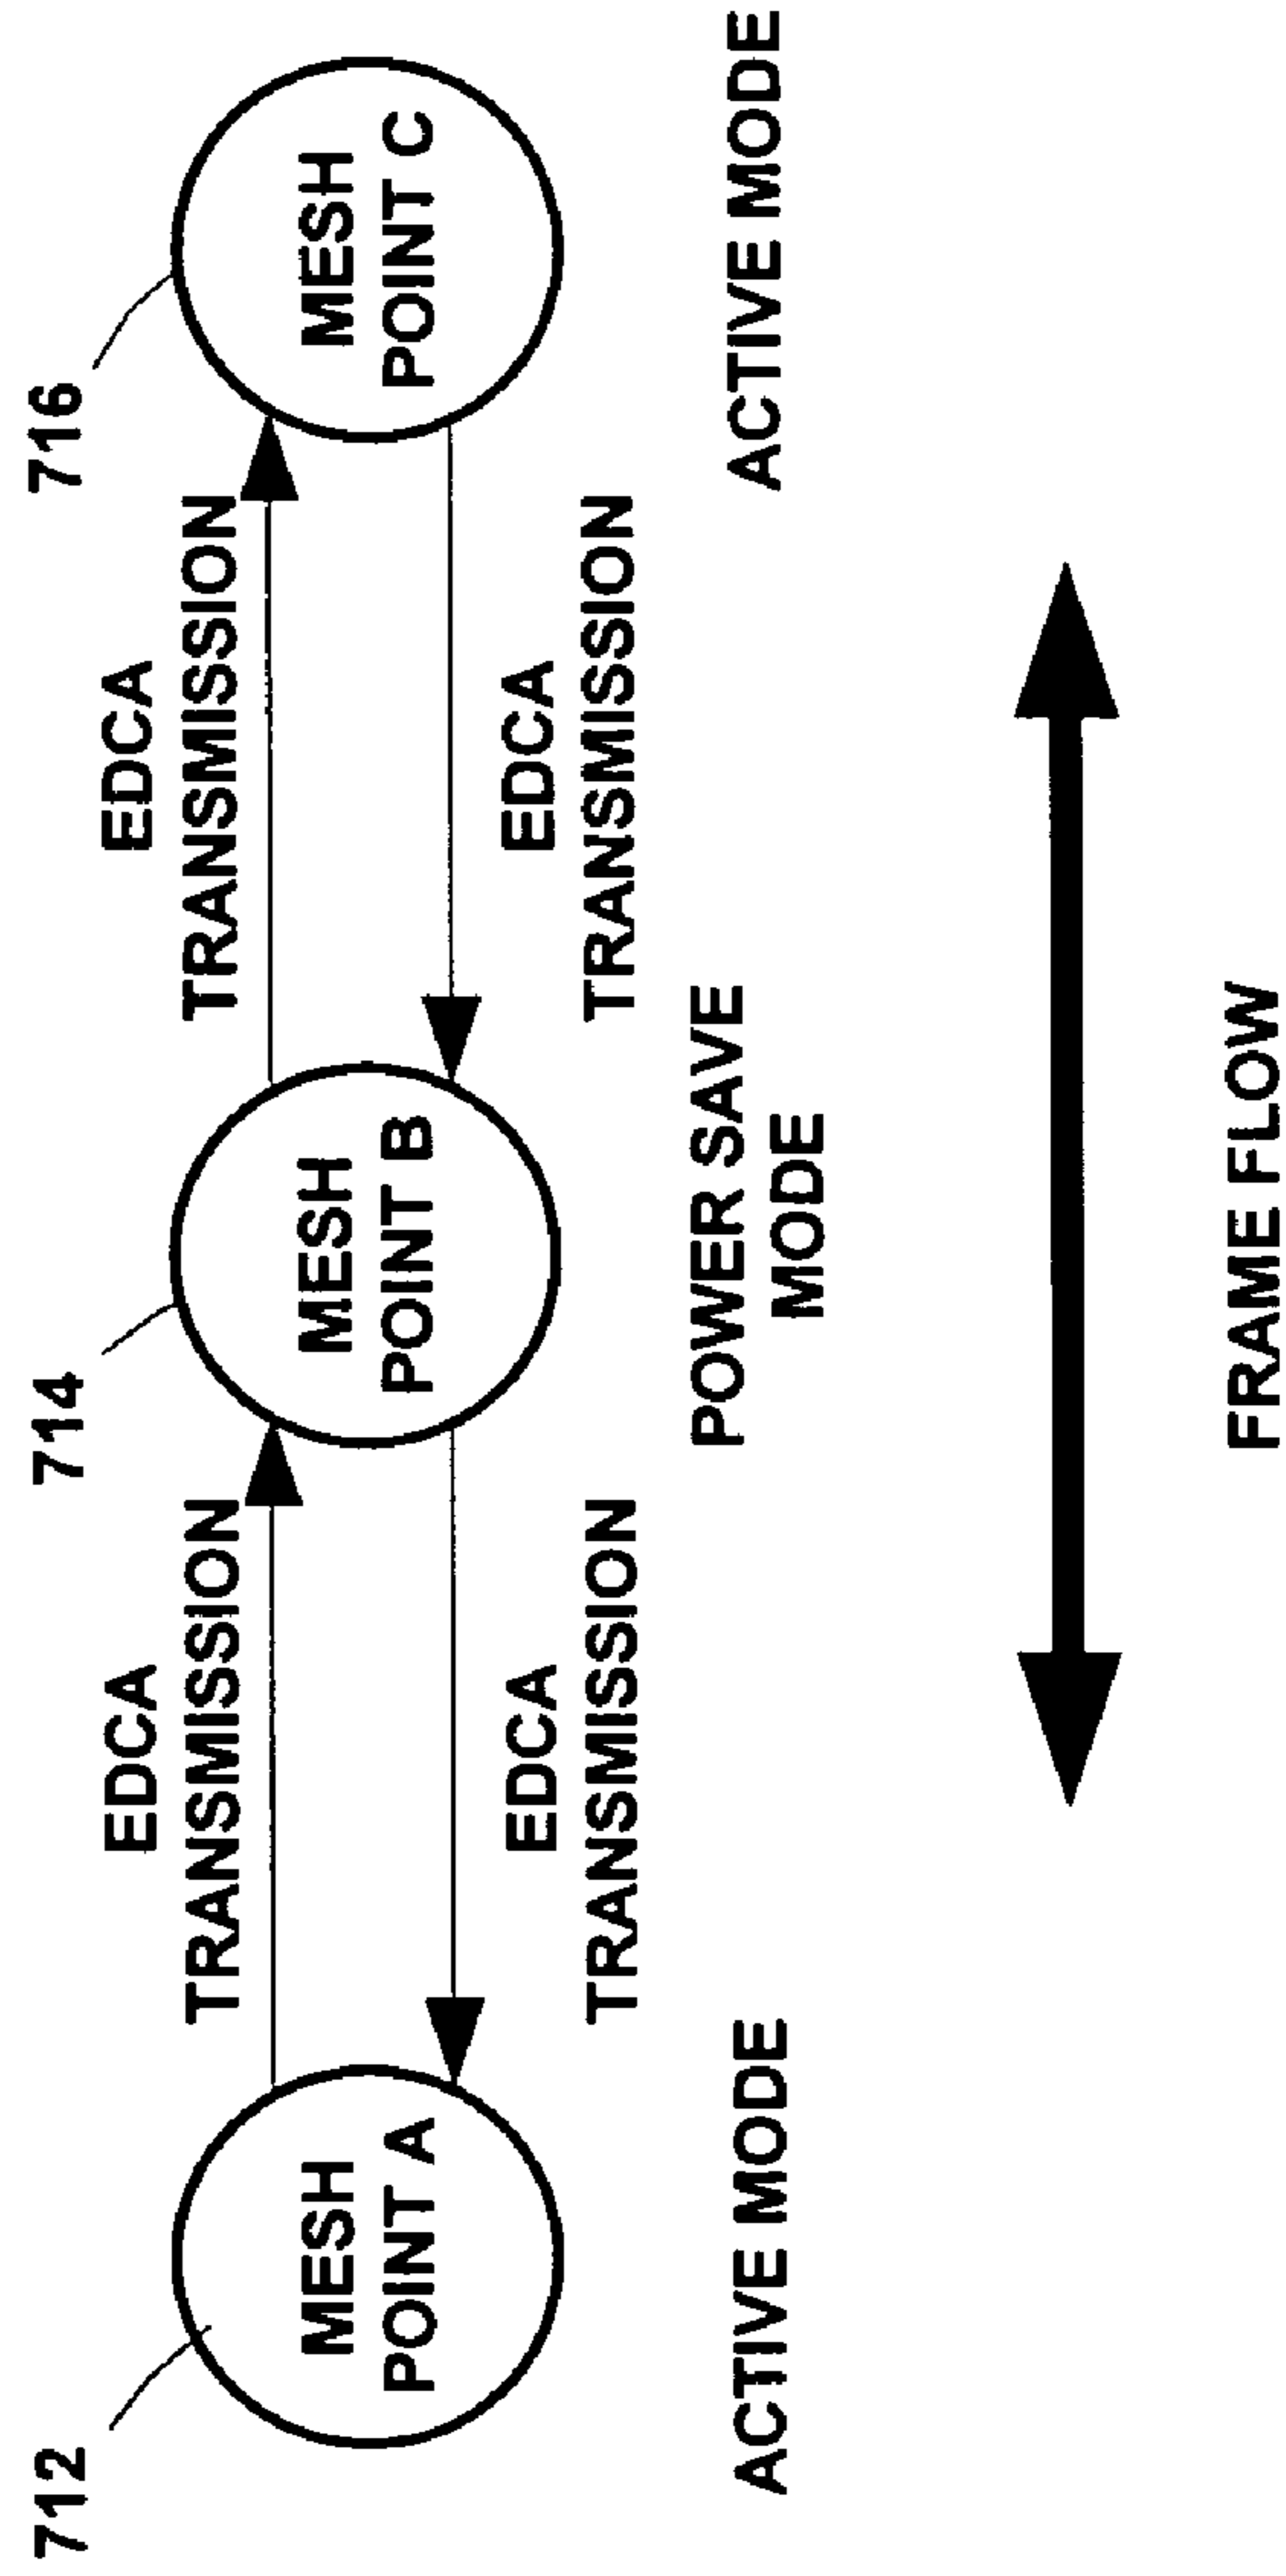 712
714
716
EDCA
TRANSMISSION
EDCA
TRANSMISSION
MESH
POINT A
MESH
POINT B
MESH
POINT C
EDCA
TRANSMISSION
EDCA
TRANSMISSION
ACTIVE MODE
POWER SAVE
MODE
ACTIVE MODE
FRAME FLOW